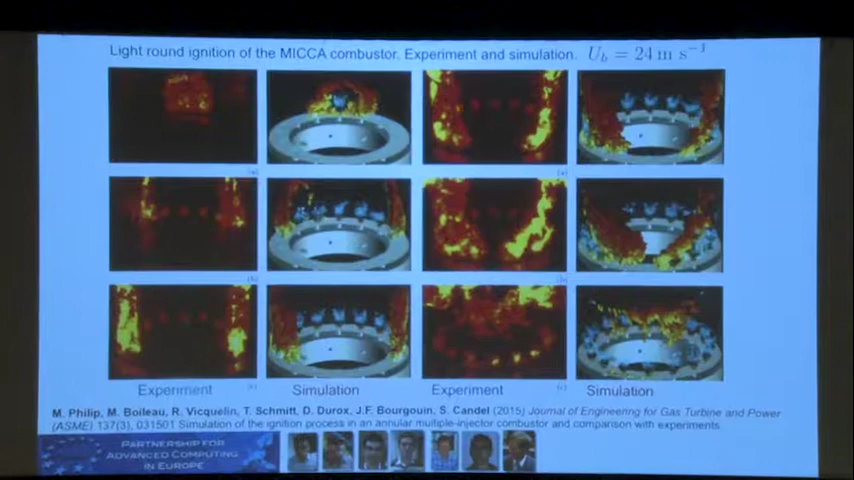 Light round ignition of the MICCA combustor. Experiment and simulation. U_b = 24 m s⁻¹
Experiment
Simulation
Experiment
Simulation
M. Philip, M. Boileau, R. Vicquelin, T. Schmitt, D. Durox, J.F. Bourgouin, S. Candel (2015) Journal of Engineering for Gas Turbine and Power
(ASME) 137(3), 031501 Simulation of the ignition process in an annular multiple-injector combustor and comparison with experiments.
PARTNERSHIP FOR
ADVANCED COMPUTING
IN EUROPE